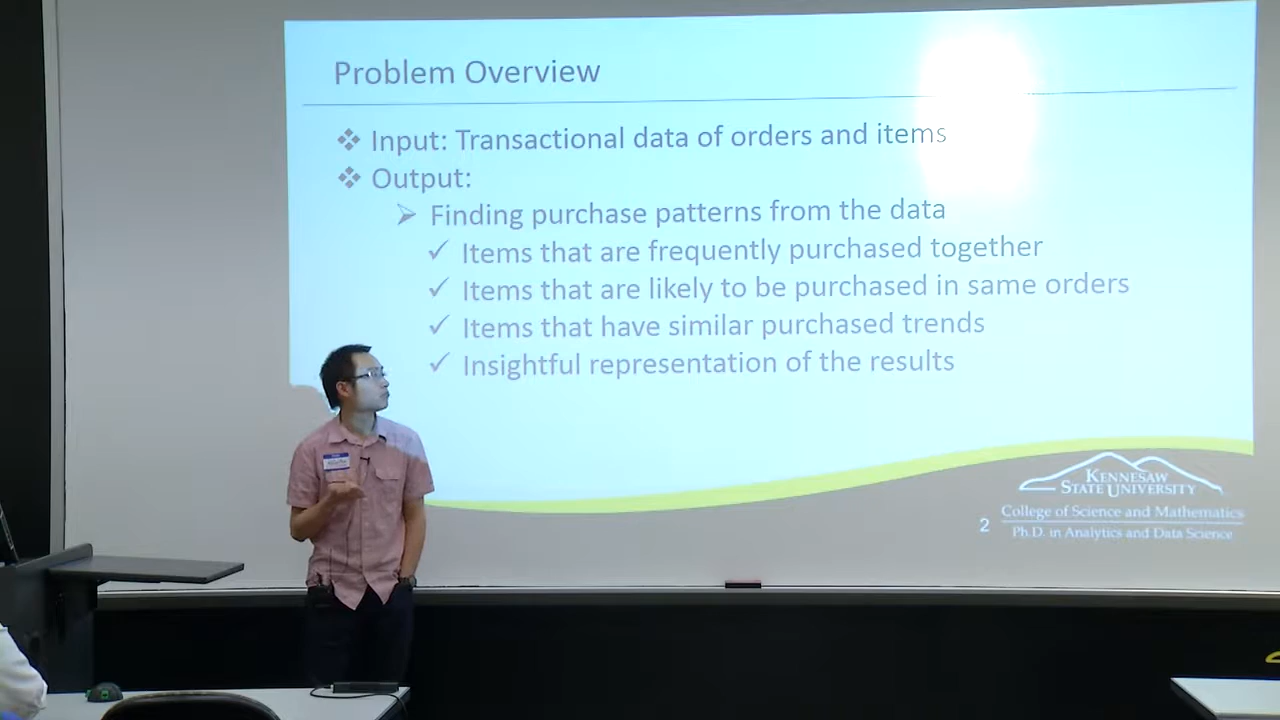 Problem Overview
Input: Transactional data of orders and items
Output:
Finding purchase patterns from the data
Items that are frequently purchased together
Items that are likely to be purchased in same orders
Items that have similar purchased trends
Insightful representation of the results
KENNESAW
STATE UNIVERSITY
College of Science and Mathematics
2
Ph.D. in Analytics and Data Science